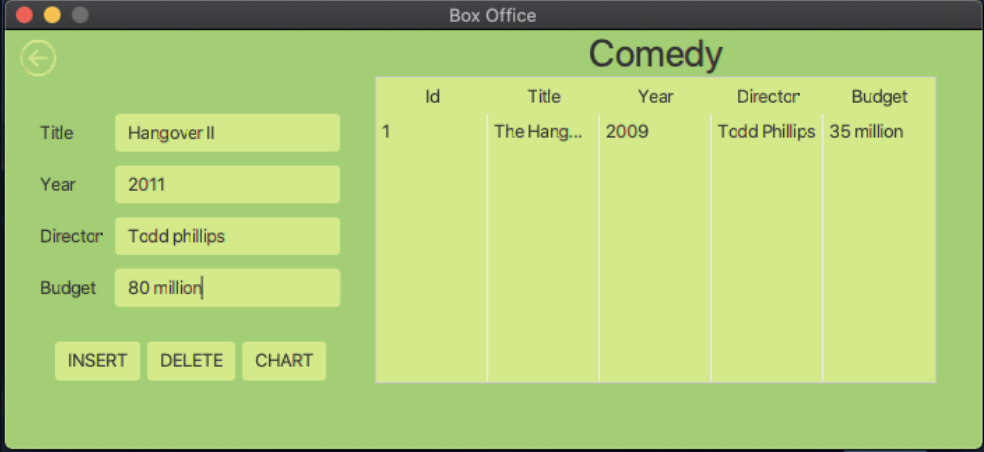 Box Office
Comedy
Title Hangover II
Year 2011
Director Todd phillips
Budget 80 million
INSERT DELETE CHART
Id Title Year Director Budget
1 The Hang... 2009 Todd Phillips 35 million